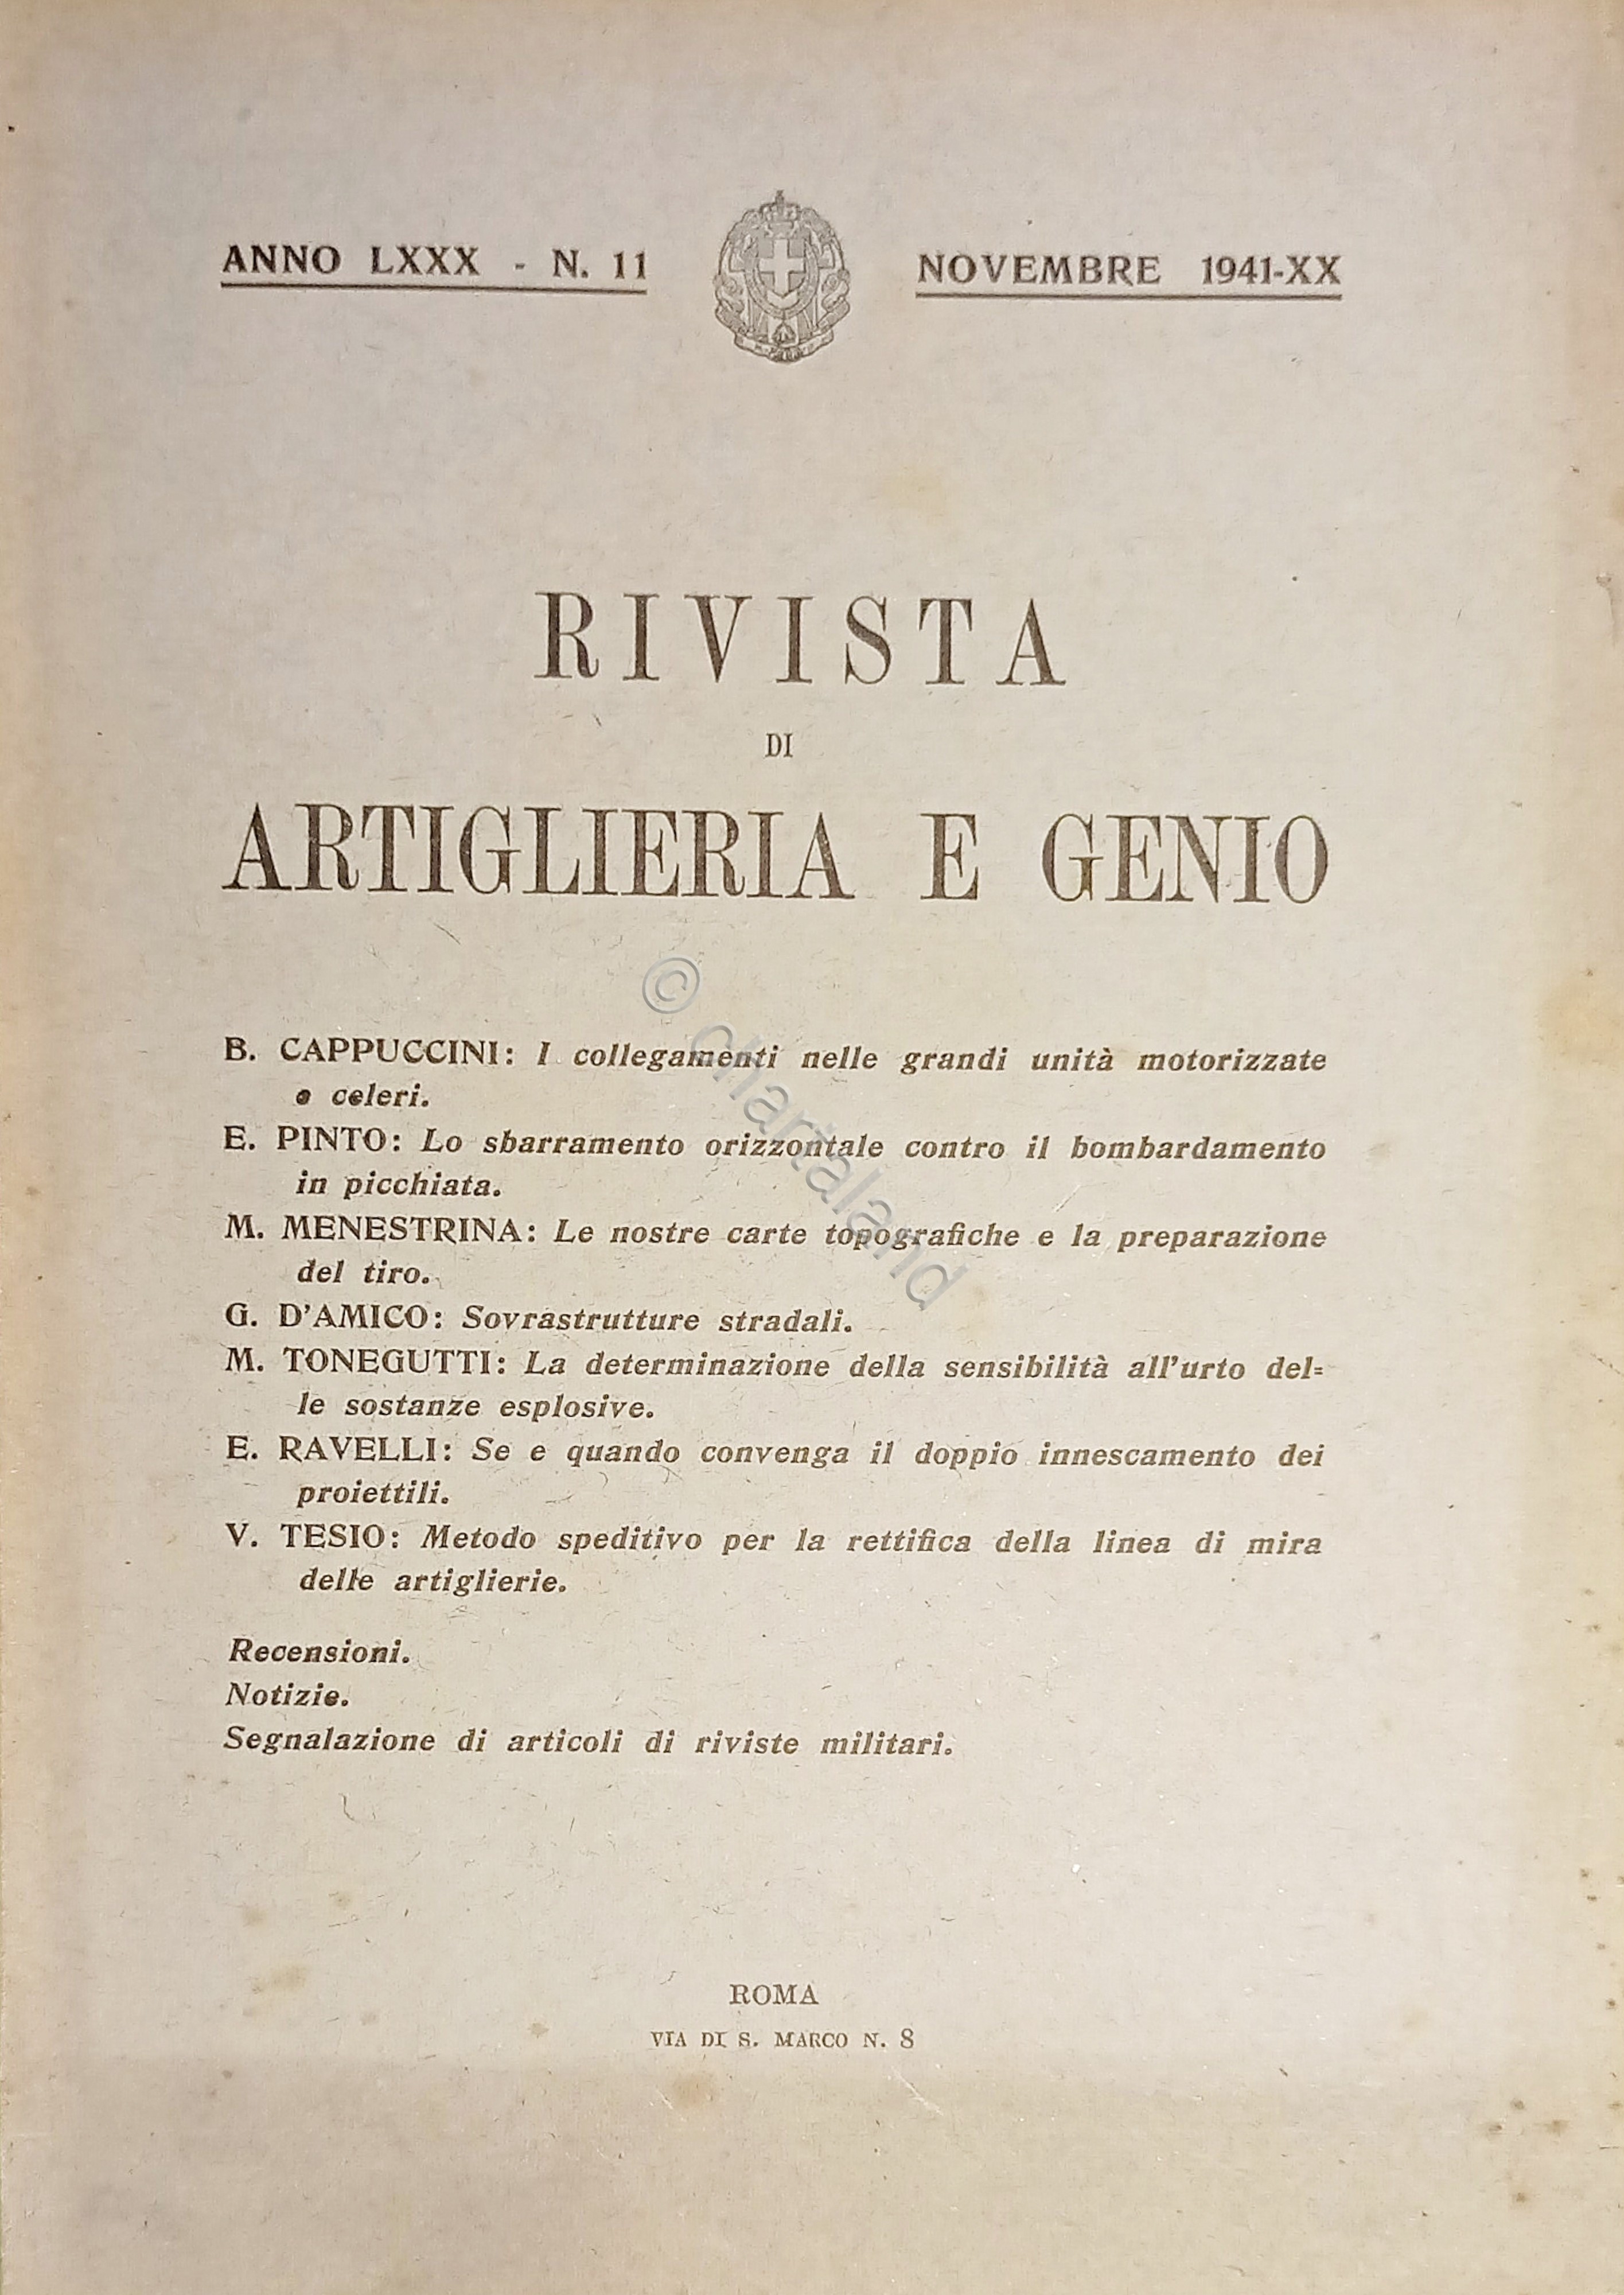 ANNO LXXX - N. 11
NOVEMBRE 1941-XX
RIVISTA
DI
ARTIGLIERIA E GENIO
© chartaland
B. CAPPUCCINI: I collegamenti nelle grandi unità motorizzate
e celeri.
E. PINTO: Lo sbarramento orizzontale contro il bombardamento
in picchiata.
M. MENESTRINA: Le nostre carte topografiche e la preparazione
del tiro.
G. D'AMICO: Sovrastrutture stradali.
M. TONEGUTTI: La determinazione della sensibilità all'urto del=
le sostanze esplosive.
E. RAVELLI: Se e quando convenga il doppio innescamento dei
proiettili.
V. TESIO: Metodo speditivo per la rettifica della linea di mira
delle artiglierie.
Recensioni.
Notizie.
Segnalazione di articoli di riviste militari.
ROMA
VIA DI S. MARCO N. 8